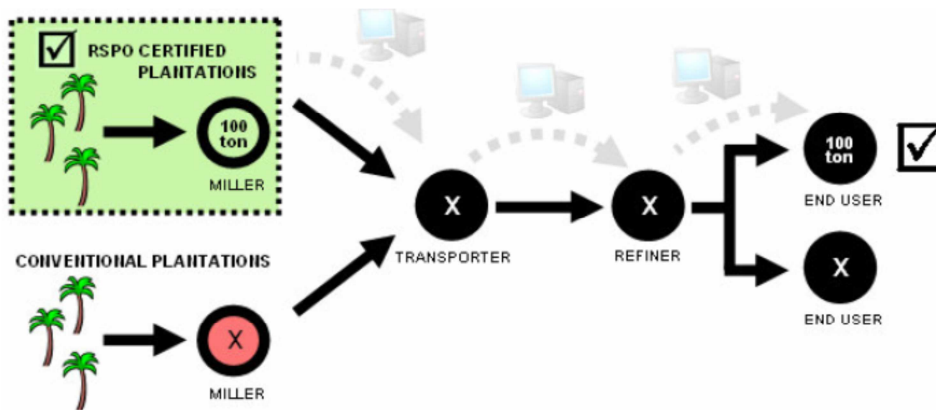 RSPO CERTIFIED
PLANTATIONS
100
ton
MILLER
CONVENTIONAL PLANTATIONS
X
MILLER
X
TRANSPORTER
X
REFINER
100
ton
END USER
X
END USER